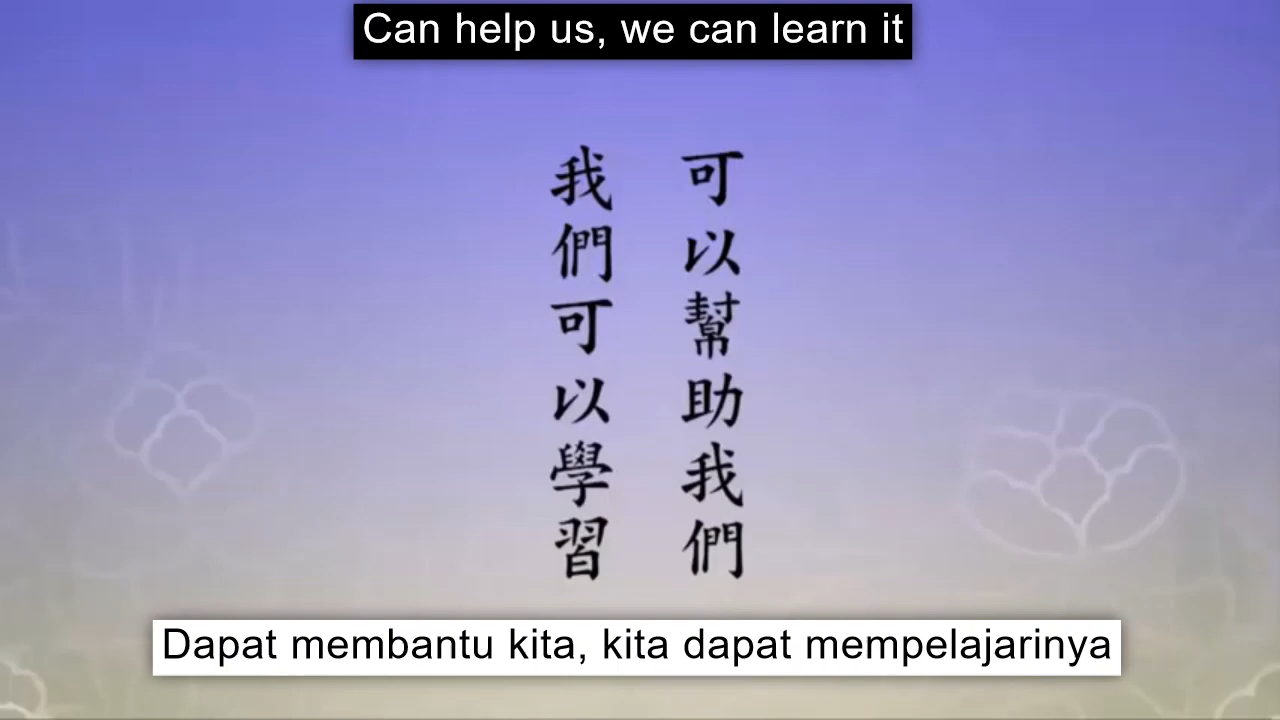 Can help us, we can learn it
可以幫助我們
我們可以學習
Dapat membantu kita, kita dapat mempelajarinya